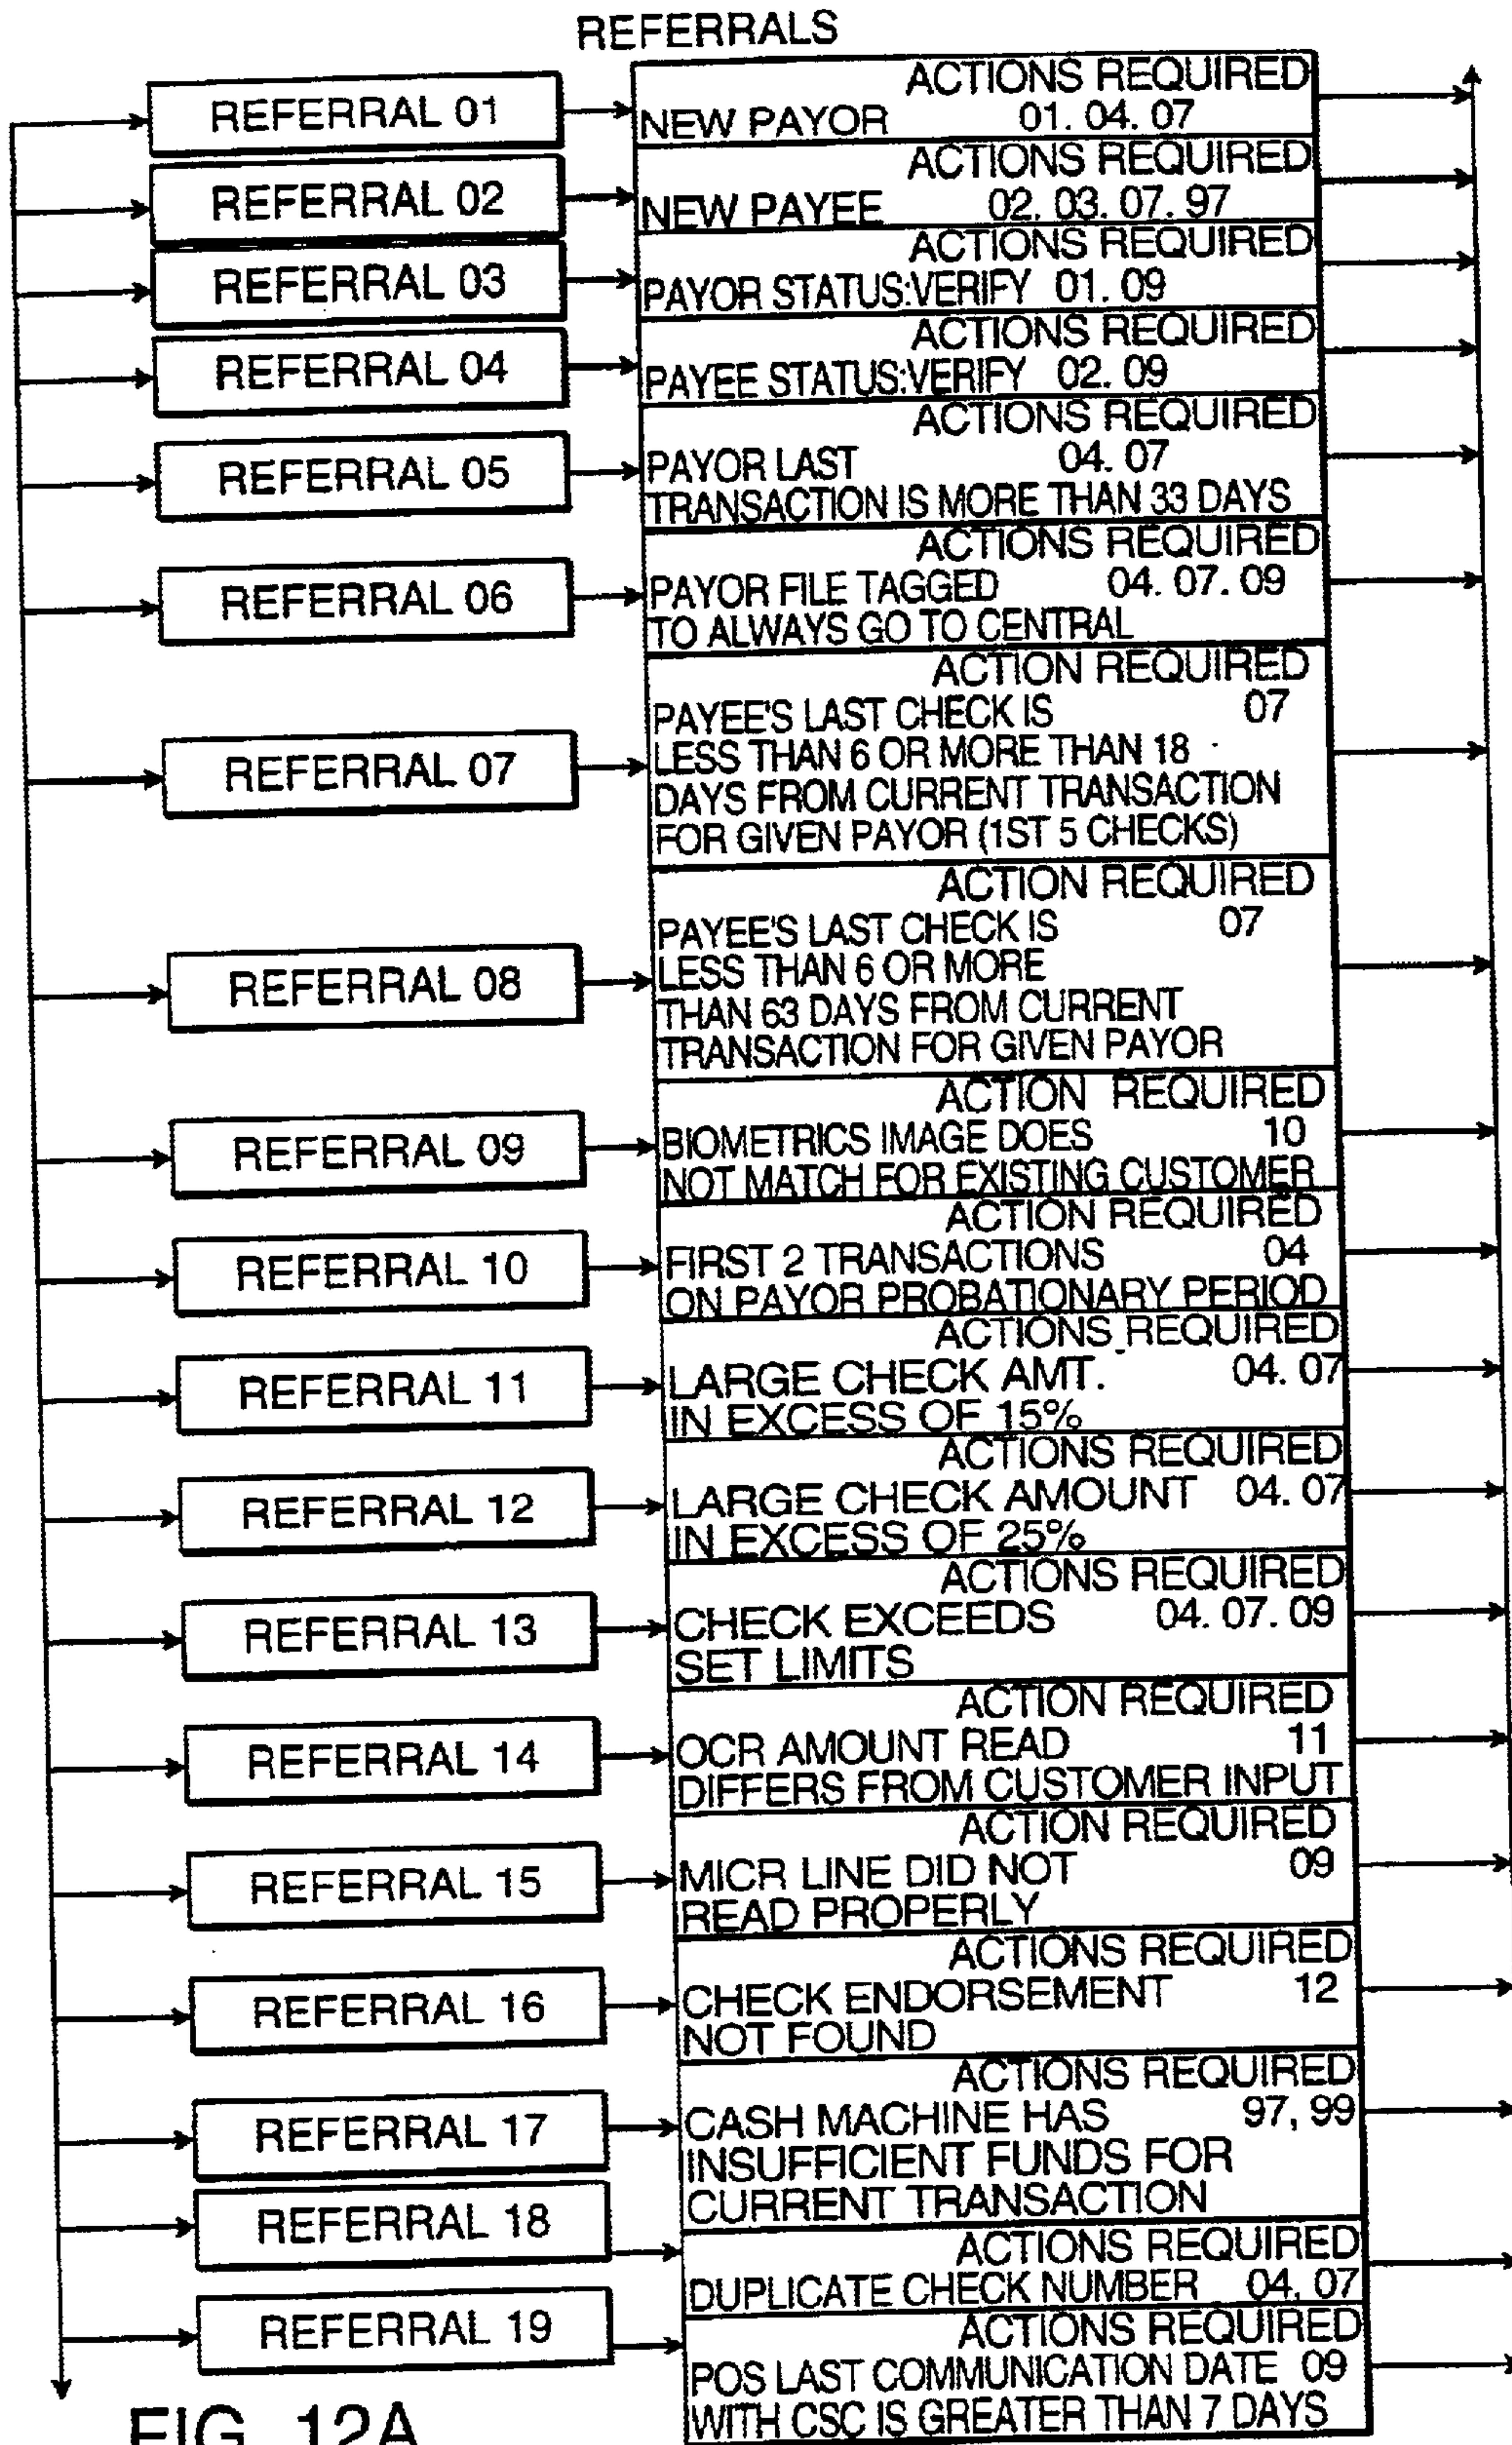 REFERRALS
REFERRAL 01
ACTIONS REQUIRED
NEW PAYOR 01. 04. 07
REFERRAL 02
ACTIONS REQUIRED
NEW PAYEE 02. 03. 07. 97
REFERRAL 03
ACTIONS REQUIRED
PAYOR STATUS:VERIFY 01. 09
REFERRAL 04
ACTIONS REQUIRED
PAYEE STATUS:VERIFY 02. 09
REFERRAL 05
ACTIONS REQUIRED
PAYOR LAST 04. 07
TRANSACTION IS MORE THAN 33 DAYS
REFERRAL 06
ACTIONS REQUIRED
PAYOR FILE TAGGED 04. 07. 09
TO ALWAYS GO TO CENTRAL
REFERRAL 07
ACTION REQUIRED
PAYEE'S LAST CHECK IS 07
LESS THAN 6 OR MORE THAN 18
DAYS FROM CURRENT TRANSACTION
FOR GIVEN PAYOR (1ST 5 CHECKS)
REFERRAL 08
ACTION REQUIRED
PAYEE'S LAST CHECK IS 07
LESS THAN 6 OR MORE
THAN 63 DAYS FROM CURRENT
TRANSACTION FOR GIVEN PAYOR
REFERRAL 09
ACTION REQUIRED
BIOMETRICS IMAGE DOES 10
NOT MATCH FOR EXISTING CUSTOMER
REFERRAL 10
ACTION REQUIRED
FIRST 2 TRANSACTIONS 04
ON PAYOR PROBATIONARY PERIOD
REFERRAL 11
ACTIONS REQUIRED
LARGE CHECK AMT. 04. 07
IN EXCESS OF 15%
REFERRAL 12
ACTIONS REQUIRED
LARGE CHECK AMOUNT 04. 07
IN EXCESS OF 25%
REFERRAL 13
ACTIONS REQUIRED
CHECK EXCEEDS 04. 07. 09
SET LIMITS
REFERRAL 14
ACTION REQUIRED
OCR AMOUNT READ 11
DIFFERS FROM CUSTOMER INPUT
REFERRAL 15
ACTION REQUIRED
MICR LINE DID NOT 09
READ PROPERLY
REFERRAL 16
ACTIONS REQUIRED
CHECK ENDORSEMENT 12
NOT FOUND
REFERRAL 17
ACTIONS REQUIRED
CASH MACHINE HAS 97, 99
INSUFFICIENT FUNDS FOR
CURRENT TRANSACTION
REFERRAL 18
ACTIONS REQUIRED
DUPLICATE CHECK NUMBER 04, 07
REFERRAL 19
ACTIONS REQUIRED
POS LAST COMMUNICATION DATE 09
WITH CSC IS GREATER THAN 7 DAYS
FIG. 12A